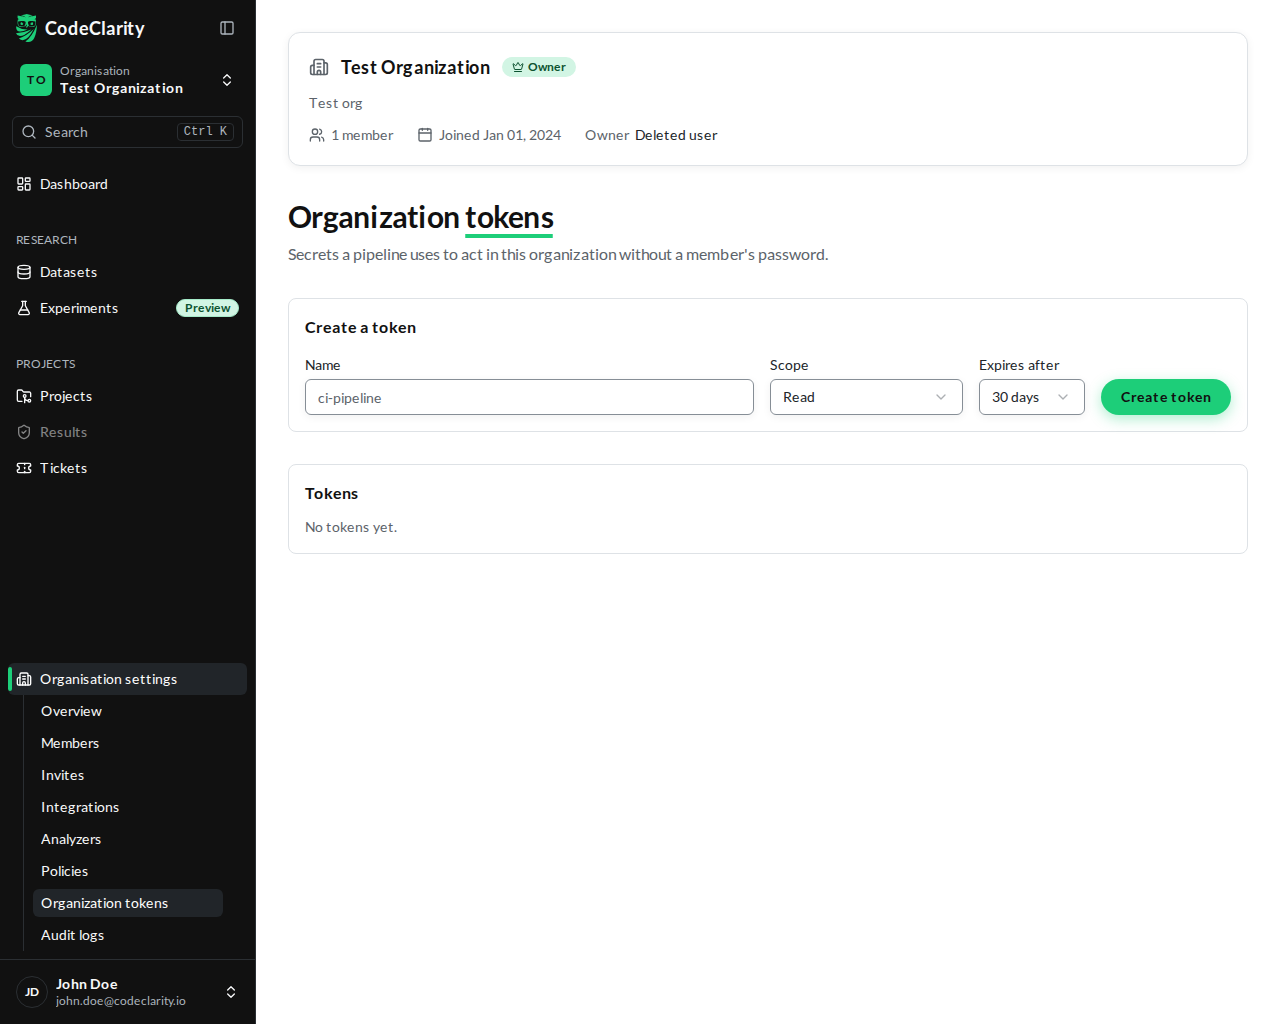 CodeClarity
TO
Organisation
Test Organization
Search
Ctrl K
Dashboard
RESEARCH
Datasets
Experiments
Preview
PROJECTS
Projects
Results
Tickets
Organisation settings
Overview
Members
Invites
Integrations
Analyzers
Policies
Organization tokens
Audit logs
JD
John Doe
john.doe@codeclarity.io
Test Organization
Owner
Test org
1 member
Joined Jan 01, 2024
Owner Deleted user
Organization tokens
Secrets a pipeline uses to act in this organization without a member's password.
Create a token
Name
Scope
Expires after
ci-pipeline
Read
30 days
Create token
Tokens
No tokens yet.